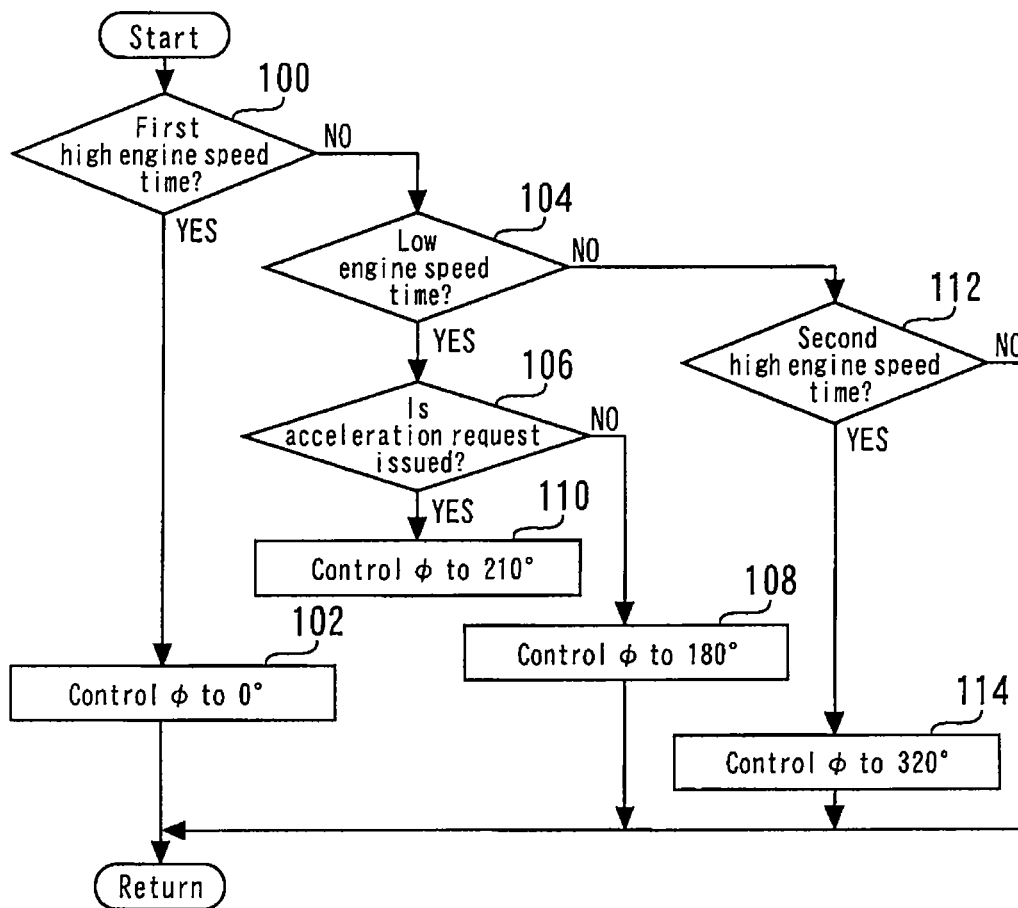 Start
100
First
high engine speed
time?
NO
YES
104
Low
engine speed
time?
NO
YES
112
Second
high engine speed
time?
NO
YES
106
Is
acceleration request
issued?
NO
YES
110
Control φ to 210°
108
Control φ to 180°
102
Control φ to 0°
114
Control φ to 320°
Return